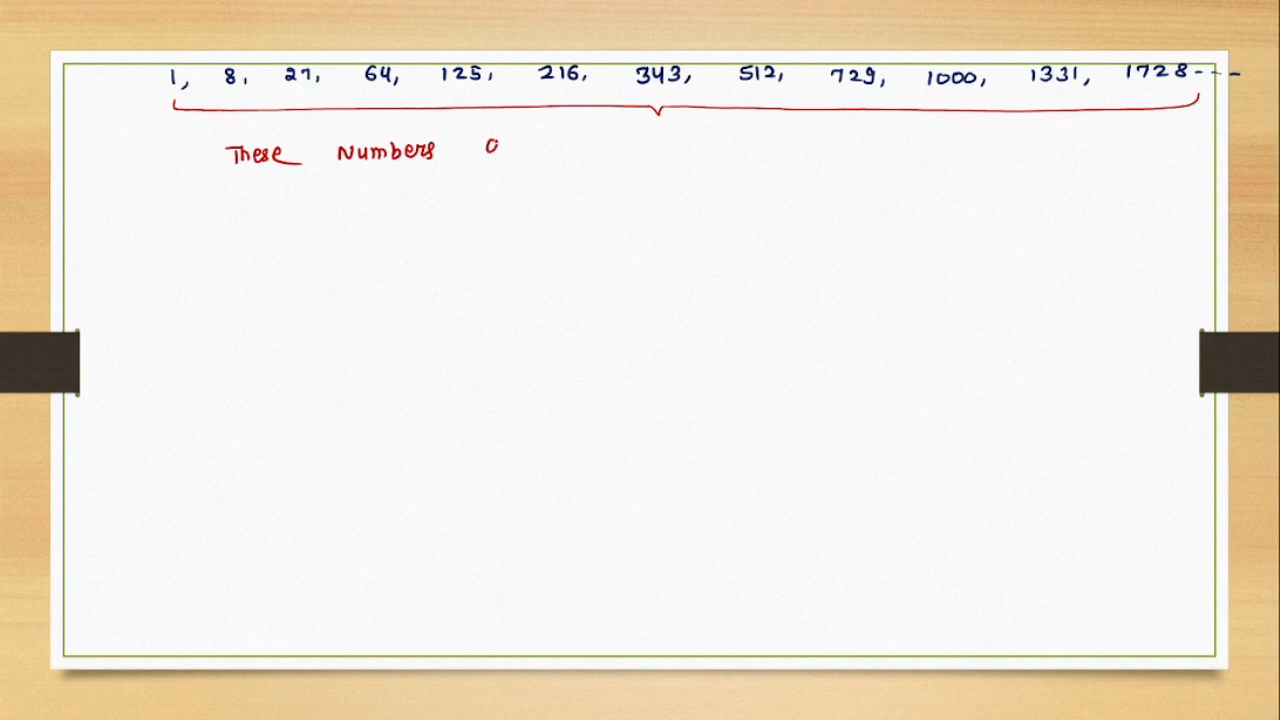 1, 8, 27, 64, 125, 216, 343, 512, 729, 1000, 1331, 1728----
These Numbers a